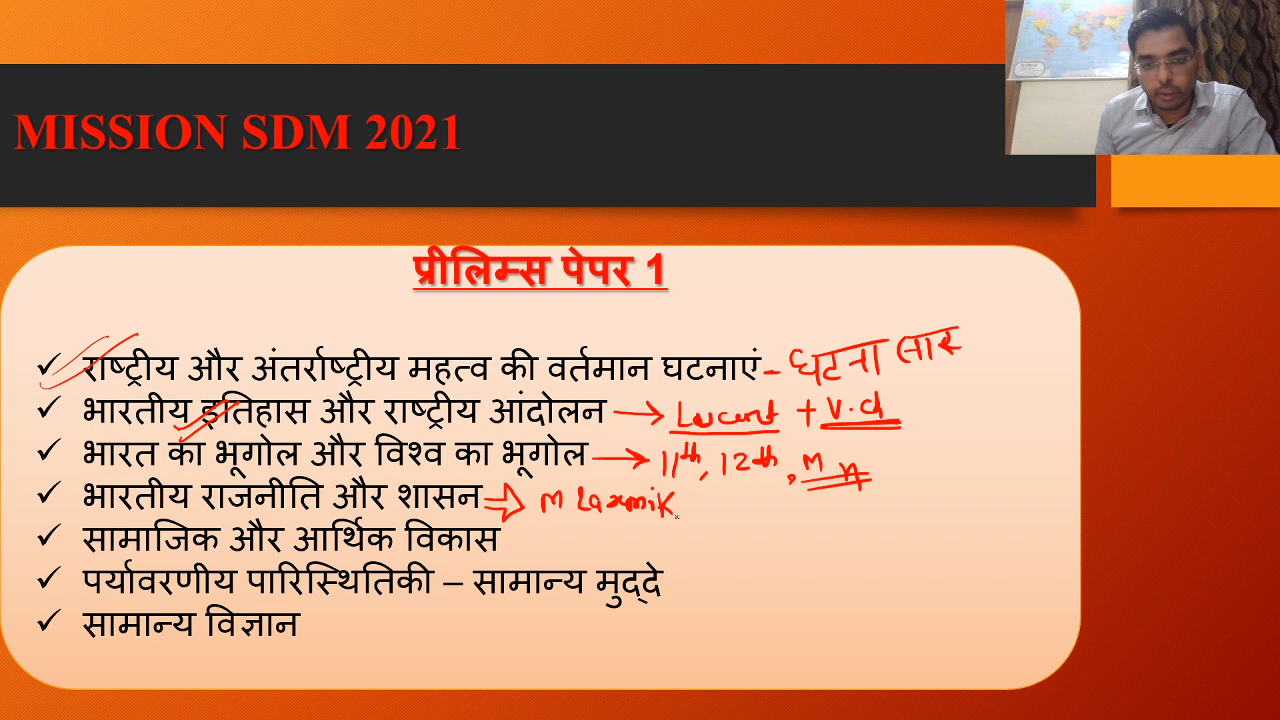 MISSION SDM 2021
प्रीलिम्स पेपर 1
✓ राष्ट्रीय और अंतर्राष्ट्रीय महत्व की वर्तमान घटनाएं - घटना सार
✓ भारतीय इतिहास और राष्ट्रीय आंदोलन → Lucent + V.ch
✓ भारत का भूगोल और विश्व का भूगोल → 11th, 12th, M
✓ भारतीय राजनीति और शासन ⇒ M Laxmik
✓ सामाजिक और आर्थिक विकास
✓ पर्यावरणीय पारिस्थितिकी – सामान्य मुद्दे
✓ सामान्य विज्ञान